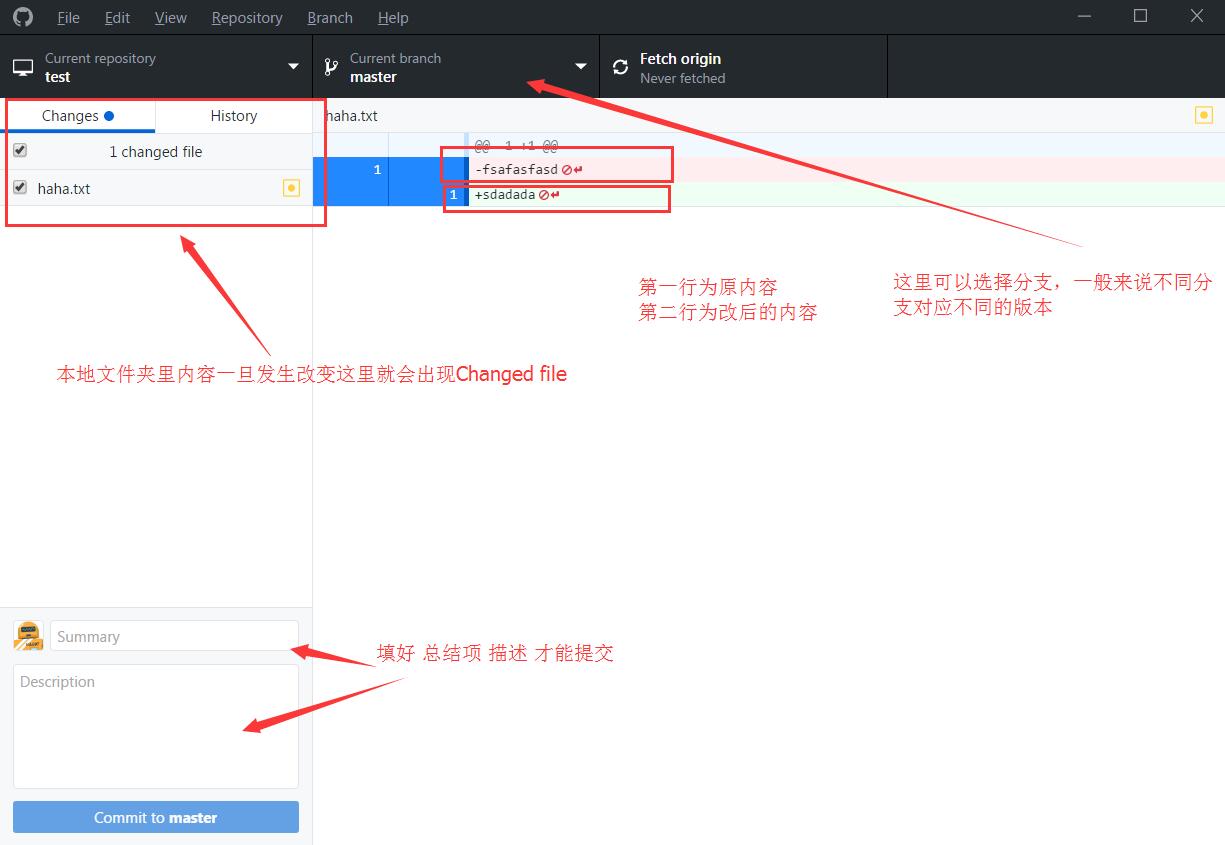 File Edit View Repository Branch Help
Current repository
test
Current branch
master
Fetch origin
Never fetched
Changes
History
haha.txt
1 changed file
haha.txt
@@ -1 +1 @@
1
-fsafasfasd
1
+sdadada
第一行为原内容
第二行为改后的内容
这里可以选择分支，一般来说不同分
支对应不同的版本
本地文件夹里内容一旦发生改变这里就会出现Changed file
Summary
填好 总结项 描述 才能提交
Description
Commit to master